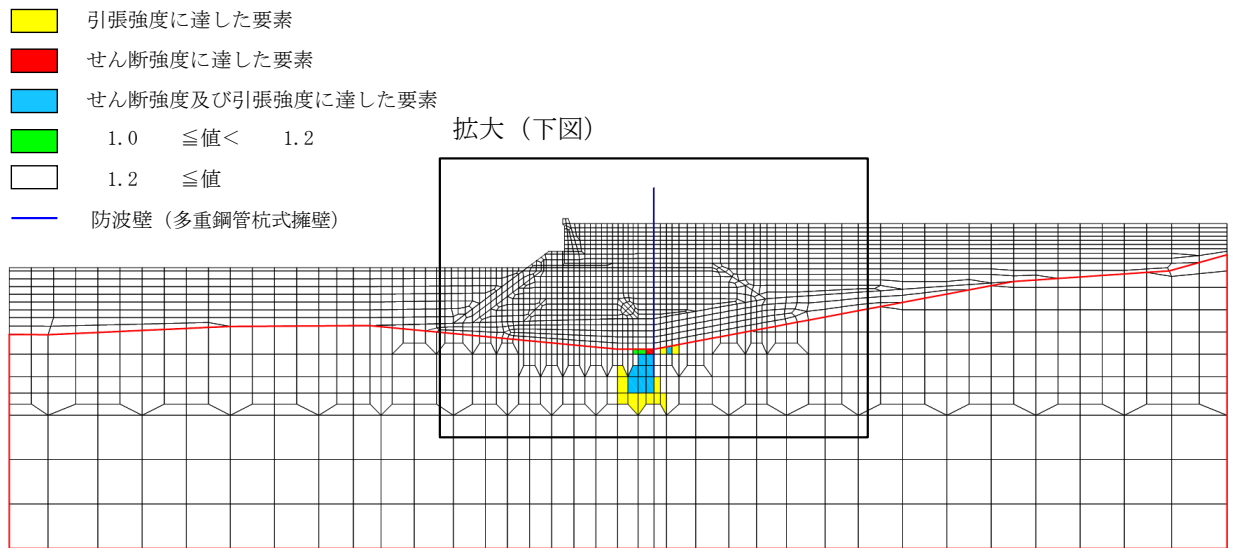 引張強度に達した要素
せん断強度に達した要素
せん断強度及び引張強度に達した要素
1.0 ≦値< 1.2
1.2 ≦値
防波壁（多重鋼管杭式擁壁）
拡大（下図）